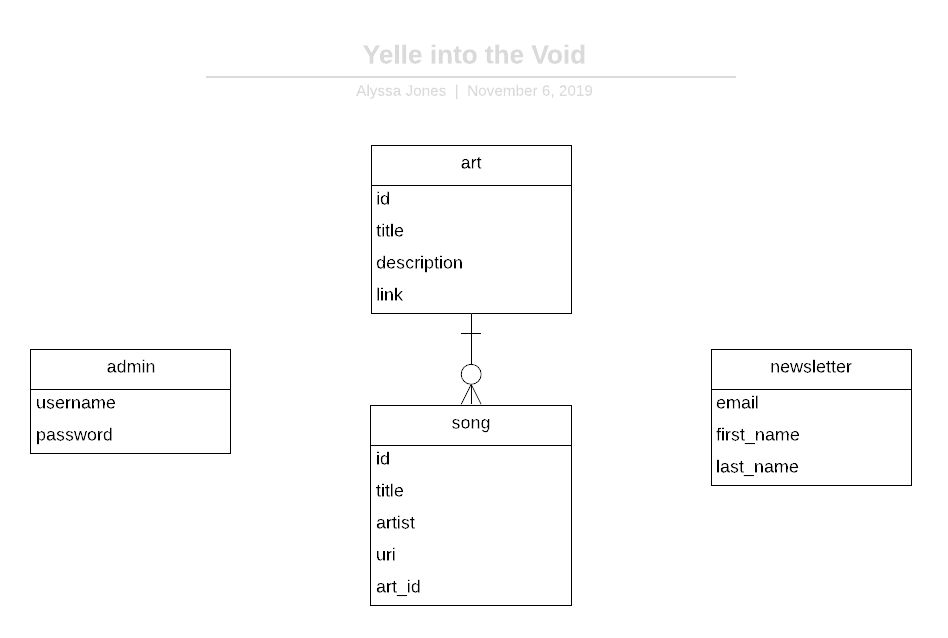 Yelle into the Void
Alyssa Jones | November 6, 2019
art
id
title
description
link
admin
username
password
newsletter
email
first_name
last_name
song
id
title
artist
uri
art_id